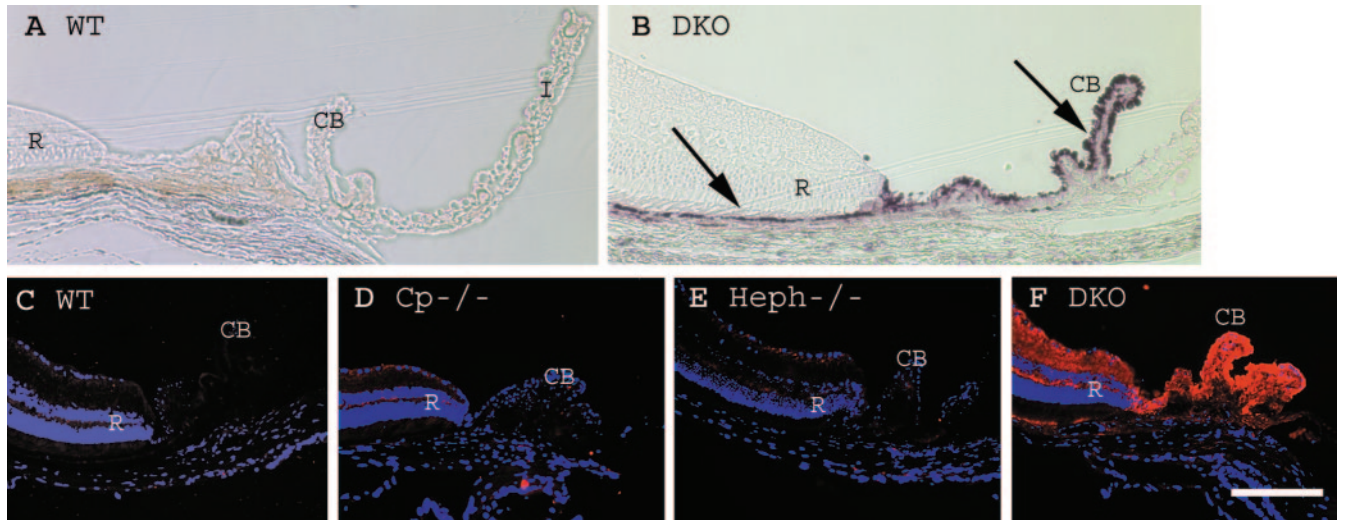 A WT
R
CB
I
B DKO
R
CB
C WT
R
CB
D Cp-/-
R
CB
E Heph-/-
R
CB
F DKO
R
CB